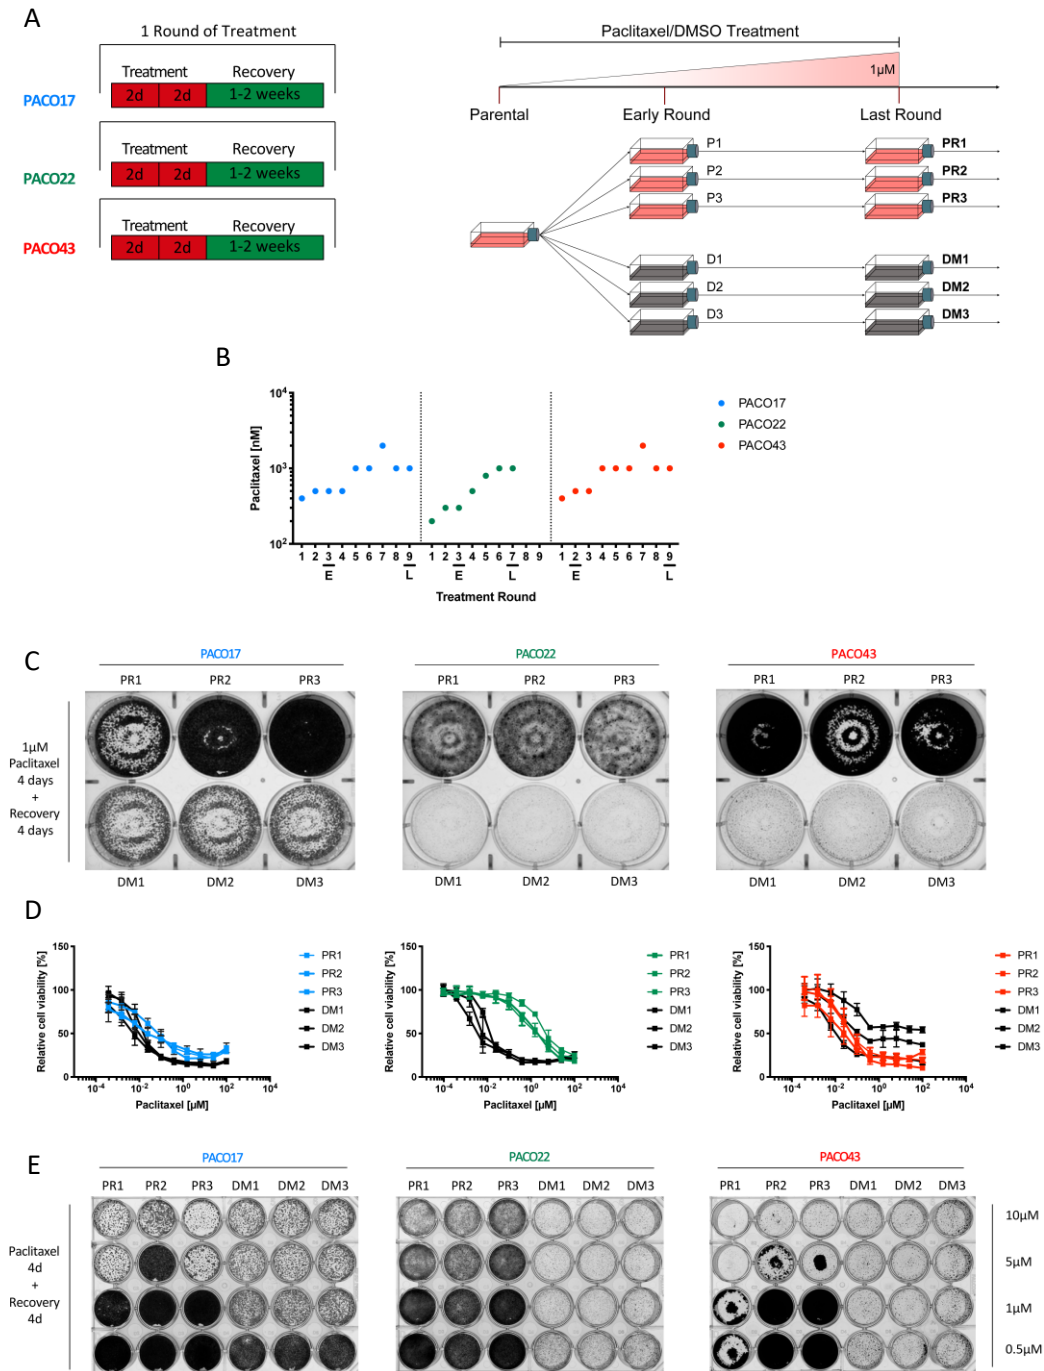 A
1 Round of Treatment
Treatment Recovery
PACO17 2d 2d 1-2 weeks
Treatment Recovery
PACO22 2d 2d 1-2 weeks
Treatment Recovery
PACO43 2d 2d 1-2 weeks
Paclitaxel/DMSO Treatment
1µM
Parental Early Round Last Round
P1 PR1
P2 PR2
P3 PR3
D1 DM1
D2 DM2
D3 DM3
B
Paclitaxel [nM]
10⁴
10³
10²
1 2 3 4 5 6 7 8 9 1 2 3 4 5 6 7 8 9 1 2 3 4 5 6 7 8 9
E L E L E L
Treatment Round
PACO17
PACO22
PACO43
C
PACO17 PACO22 PACO43
PR1 PR2 PR3 PR1 PR2 PR3 PR1 PR2 PR3
1µM
Paclitaxel
4 days
+
Recovery
4 days
DM1 DM2 DM3 DM1 DM2 DM3 DM1 DM2 DM3
D
Relative cell viability [%]
150
100
50
0
10⁻⁴ 10⁻² 10⁰ 10² 10⁴
Paclitaxel [µM]
PR1
PR2
PR3
DM1
DM2
DM3
Relative cell viability [%]
150
100
50
0
10⁻⁴ 10⁻² 10⁰ 10² 10⁴
Paclitaxel [µM]
PR1
PR2
PR3
DM1
DM2
DM3
Relative cell viability [%]
150
100
50
0
10⁻⁴ 10⁻² 10⁰ 10² 10⁴
Paclitaxel [µM]
PR1
PR2
PR3
DM1
DM2
DM3
E
PACO17 PACO22 PACO43
PR1 PR2 PR3 DM1 DM2 DM3 PR1 PR2 PR3 DM1 DM2 DM3 PR1 PR2 PR3 DM1 DM2 DM3
Paclitaxel
4d
+
Recovery
4d
10µM
5µM
1µM
0.5µM